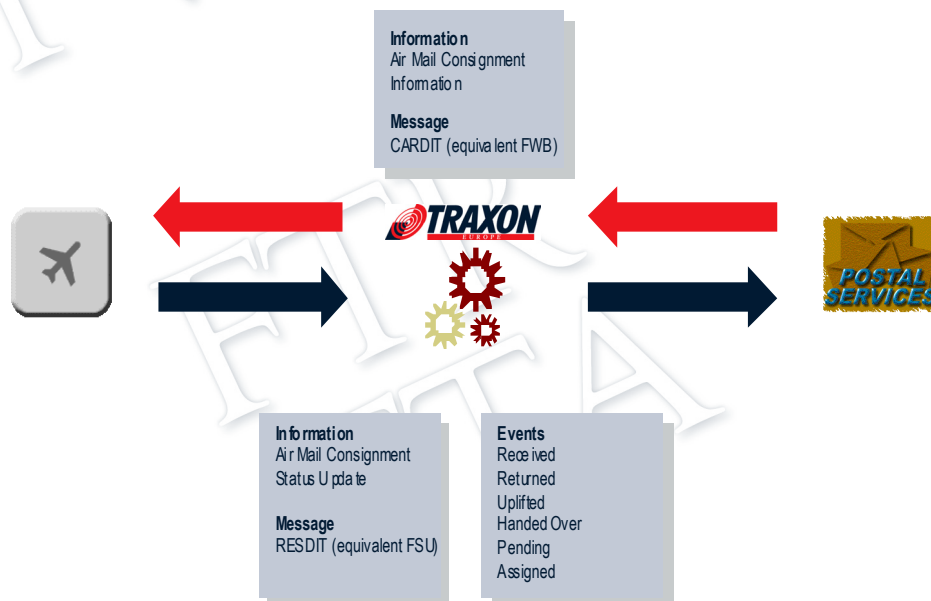 Information
Air Mail Consignment
Information
Message
CARDIT (equivalent FWB)
TRAXON
EUROPE
POSTAL
SERVICES
Information
Air Mail Consignment
Status Update
Message
RESDIT (equivalent FSU)
Events
Received
Returned
Uplifted
Handed Over
Pending
Assigned